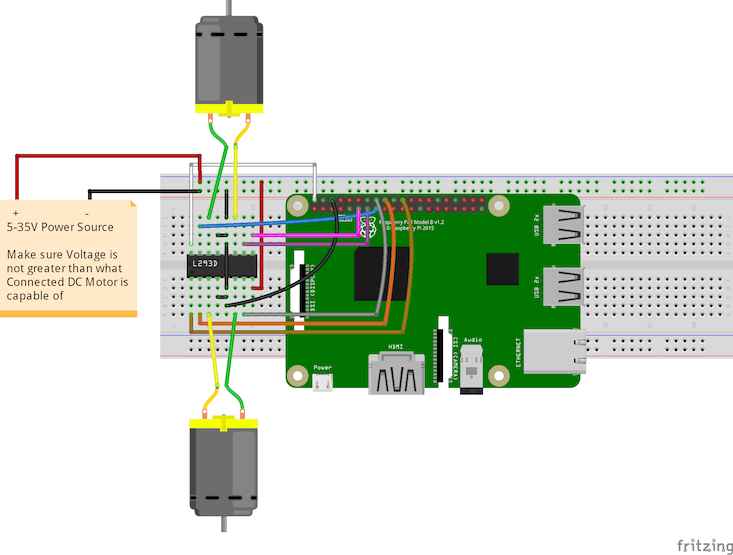 + -
5-35V Power Source
Make sure Voltage is
not greater than what
Connected DC Motor is
capable of
L293D
Raspberry Pi 3 Model B v1.2
© Raspberry Pi 2015
USB 2x
USB 2x
ETHERNET
DSI (DISPLAY)
CSI (CAMERA)
Audio
HDMI
Power
fritzing